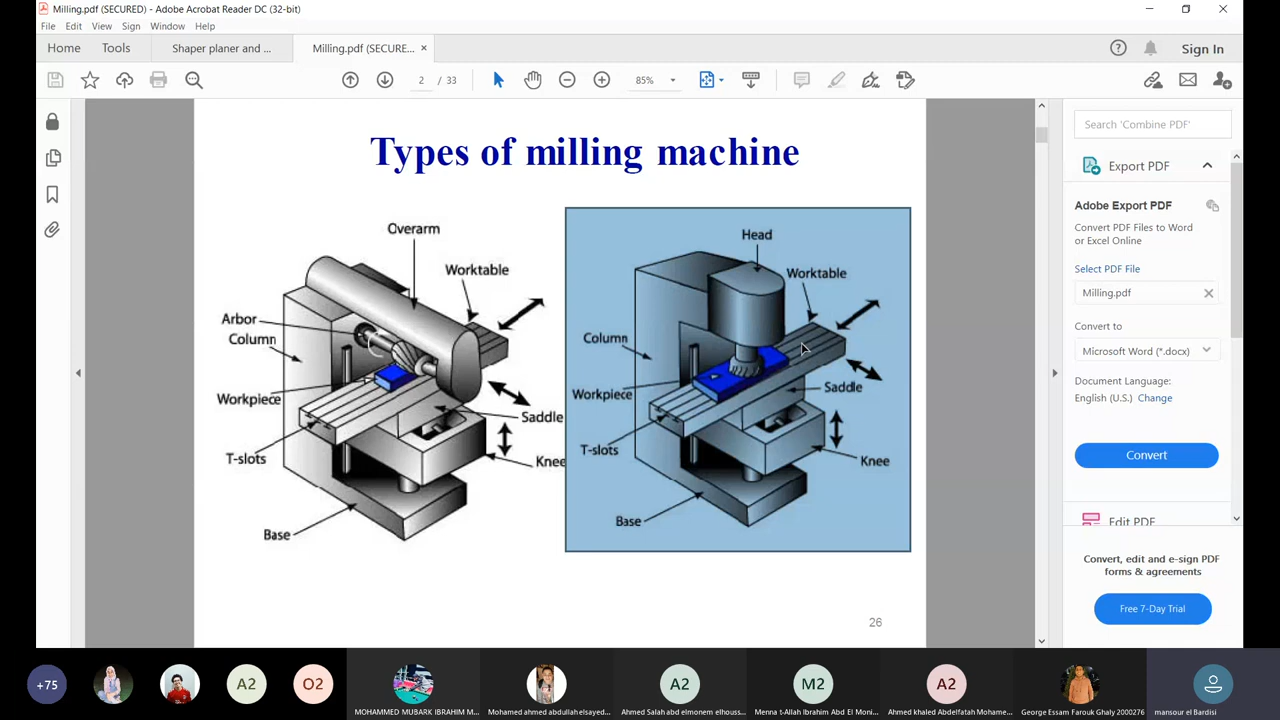 Milling.pdf (SECURED) - Adobe Acrobat Reader DC (32-bit)
File Edit View Sign Window Help
Home Tools Shaper planer and ... Milling.pdf (SECURE... × Sign In
2 / 33 85%
Types of milling machine
Overarm
Worktable
Arbor
Column
Workpiece
Saddle
T-slots
Knee
Base
Head
Worktable
Column
Workpiece
Saddle
T-slots
Knee
Base
26
Search 'Combine PDF'
Export PDF
Adobe Export PDF
Convert PDF Files to Word
or Excel Online
Select PDF File
Milling.pdf
Convert to
Microsoft Word (*.docx)
Document Language:
English (U.S.) Change
Convert
Edit PDF
Convert, edit and e-sign PDF
forms & agreements
Free 7-Day Trial
+75 A2 O2 A2 M2 A2
MOHAMMED MUBARK IBRAHIM M... Mohamed ahmed abdullah elsayed... Ahmed Salah abd elmonem elhouss... Menna t-Allah Ibrahim Abd El Moni... Ahmed khaled Abdelfatah Mohame... George Essam Farouk Ghaly 2000276 mansour el Bardisi